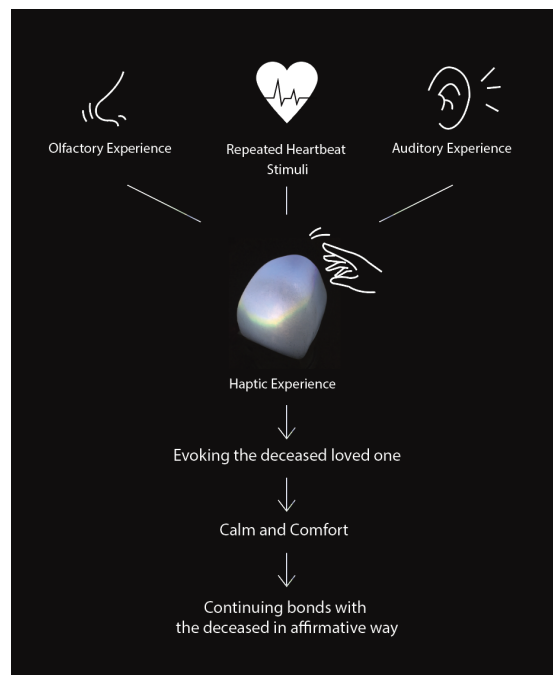 Olfactory Experience
Repeated Heartbeat
Stimuli
Auditory Experience
Haptic Experience
Evoking the deceased loved one
Calm and Comfort
Continuing bonds with
the deceased in affirmative way